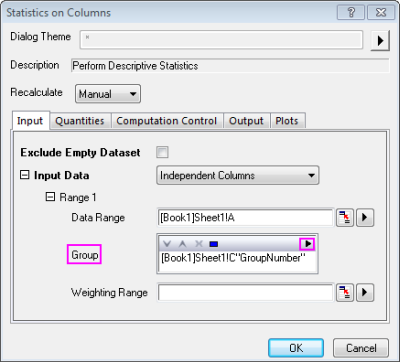 Statistics on Columns
Dialog Theme *
Description Perform Descriptive Statistics
Recalculate Manual
Input Quantities Computation Control Output Plots
Exclude Empty Dataset
Input Data Independent Columns
Range 1
Data Range [Book1]Sheet1!A
Group [Book1]Sheet1!C"GroupNumber"
Weighting Range
OK Cancel